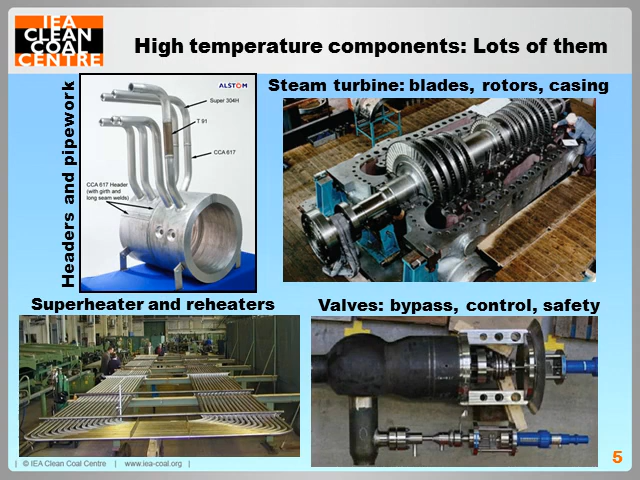 IEA
CLEAN
COAL
CENTRE
High temperature components: Lots of them
Headers and pipework
ALSTOM
Super 304H
T 91
CCA 617
CCA 617 Header
(with girth and
long seam welds)
Steam turbine: blades, rotors, casing
Superheater and reheaters
Valves: bypass, control, safety
| © IEA Clean Coal Centre | www.iea-coal.org |
5